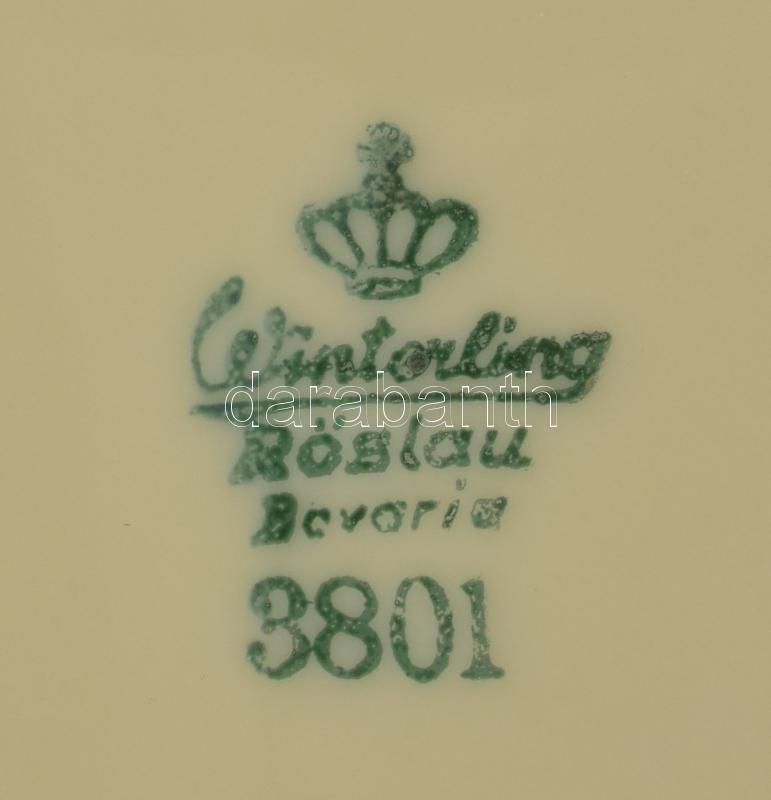 Winterling
darabanth
Röslau
Bavaria
3801